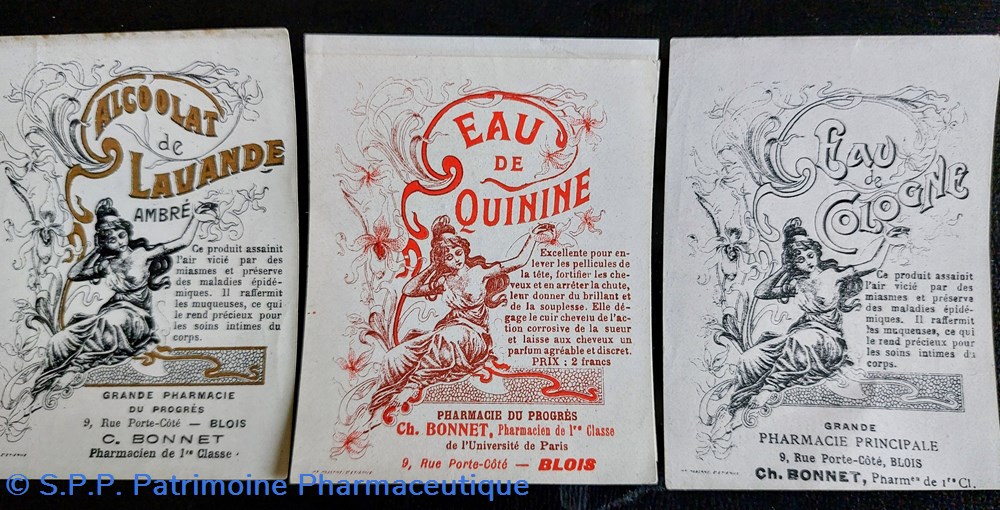 ALCOOLAT
de
LAVANDE
AMBRÉ
Ce produit assainit
l'air vicié par des
miasmes et préserve
des maladies épidé-
miques. Il raffermit
les muqueuses, ce qui
le rend précieux pour
les soins intimes du
corps.
GRANDE PHARMACIE
DU PROGRÈS
9, Rue Porte-Côté — BLOIS
C. BONNET
Pharmacien de 1re Classe
EAU
DE
QUININE
Excellente pour en-
lever les pellicules de
la tête, fortifier les che-
veux et en arrêter la chute,
leur donner du brillant et
de la souplesse. Elle dé-
gage le cuir cheveu de l'ac-
tion corrosive de la sueur
et laisse aux cheveux un
parfum agréable et discret.
PRIX : 2 francs
PHARMACIE DU PROGRÈS
Ch. BONNET, Pharmacien de 1re Classe
de l'Université de Paris
9, Rue Porte-Côté — BLOIS
EAU
de
COLOGNE
Ce produit assainit
l'air vicié par des
miasmes et préserve
des maladies épidé-
miques. Il raffermit
les muqueuses, ce qui
le rend précieux pour
les soins intimes du
corps.
GRANDE
PHARMACIE PRINCIPALE
9, Rue Porte-Côté, BLOIS
Ch. BONNET, Pharmen de 1re Cl.
© S.P.P. Patrimoine Pharmaceutique